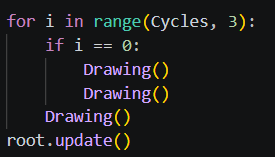 for i in range(Cycles, 3):
    if i == 0:
        Drawing()
        Drawing()
    Drawing()
root.update()